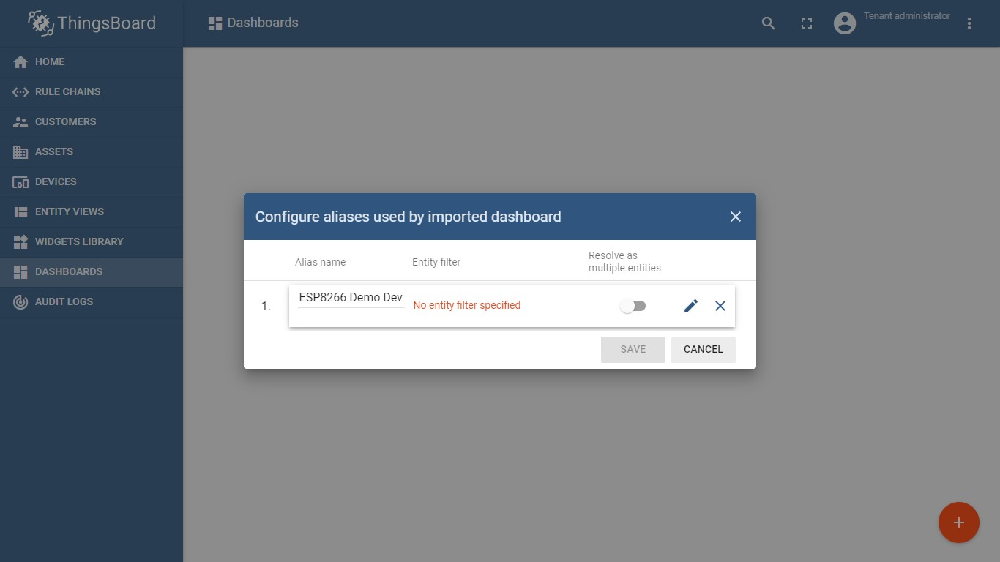 ThingsBoard
Dashboards
Tenant administrator
HOME
RULE CHAINS
CUSTOMERS
ASSETS
DEVICES
ENTITY VIEWS
WIDGETS LIBRARY
DASHBOARDS
AUDIT LOGS
Configure aliases used by imported dashboard
Alias name
Entity filter
Resolve as
multiple entities
1.
ESP8266 Demo Dev
No entity filter specified
SAVE
CANCEL